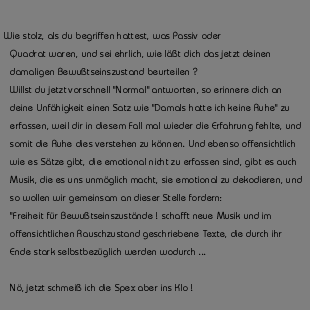 Wie stolz, als du begriffen hattest, was Passiv oder
Quadrat waren, und sei ehrlich, wie läßt dich das jetzt deinen
damaligen Bewußtseinszustand beurteilen ?
Willst du jetzt vorschnell "Normal" antworten, so erinnere dich an
deine Unfähigkeit einen Satz wie "Damals hatte ich keine Ruhe" zu
erfassen, weil dir in diesem Fall mal wieder die Erfahrung fehlte, und
somit die Ruhe dies verstehen zu können. Und ebenso offensichtlich
wie es Sätze gibt, die emotional nicht zu erfassen sind, gibt es auch
Musik, die es uns unmöglich macht, sie emotional zu dekodieren, und
so wollen wir gemeinsam an dieser Stelle fordern:
"Freiheit für Bewußtseinszustände ! schafft neue Musik und im
offensichtlichen Rauschzustand geschriebene Texte, die durch ihr
Ende stark selbstbezüglich werden wodurch ...
Nö, jetzt schmeiß ich die Spex aber ins Klo !